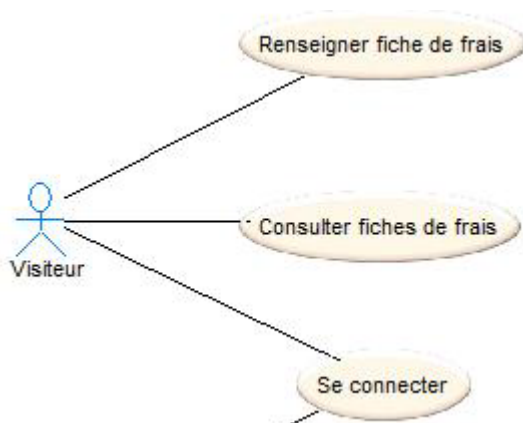 Renseigner fiche de frais
Consulter fiches de frais
Visiteur
Se connecter